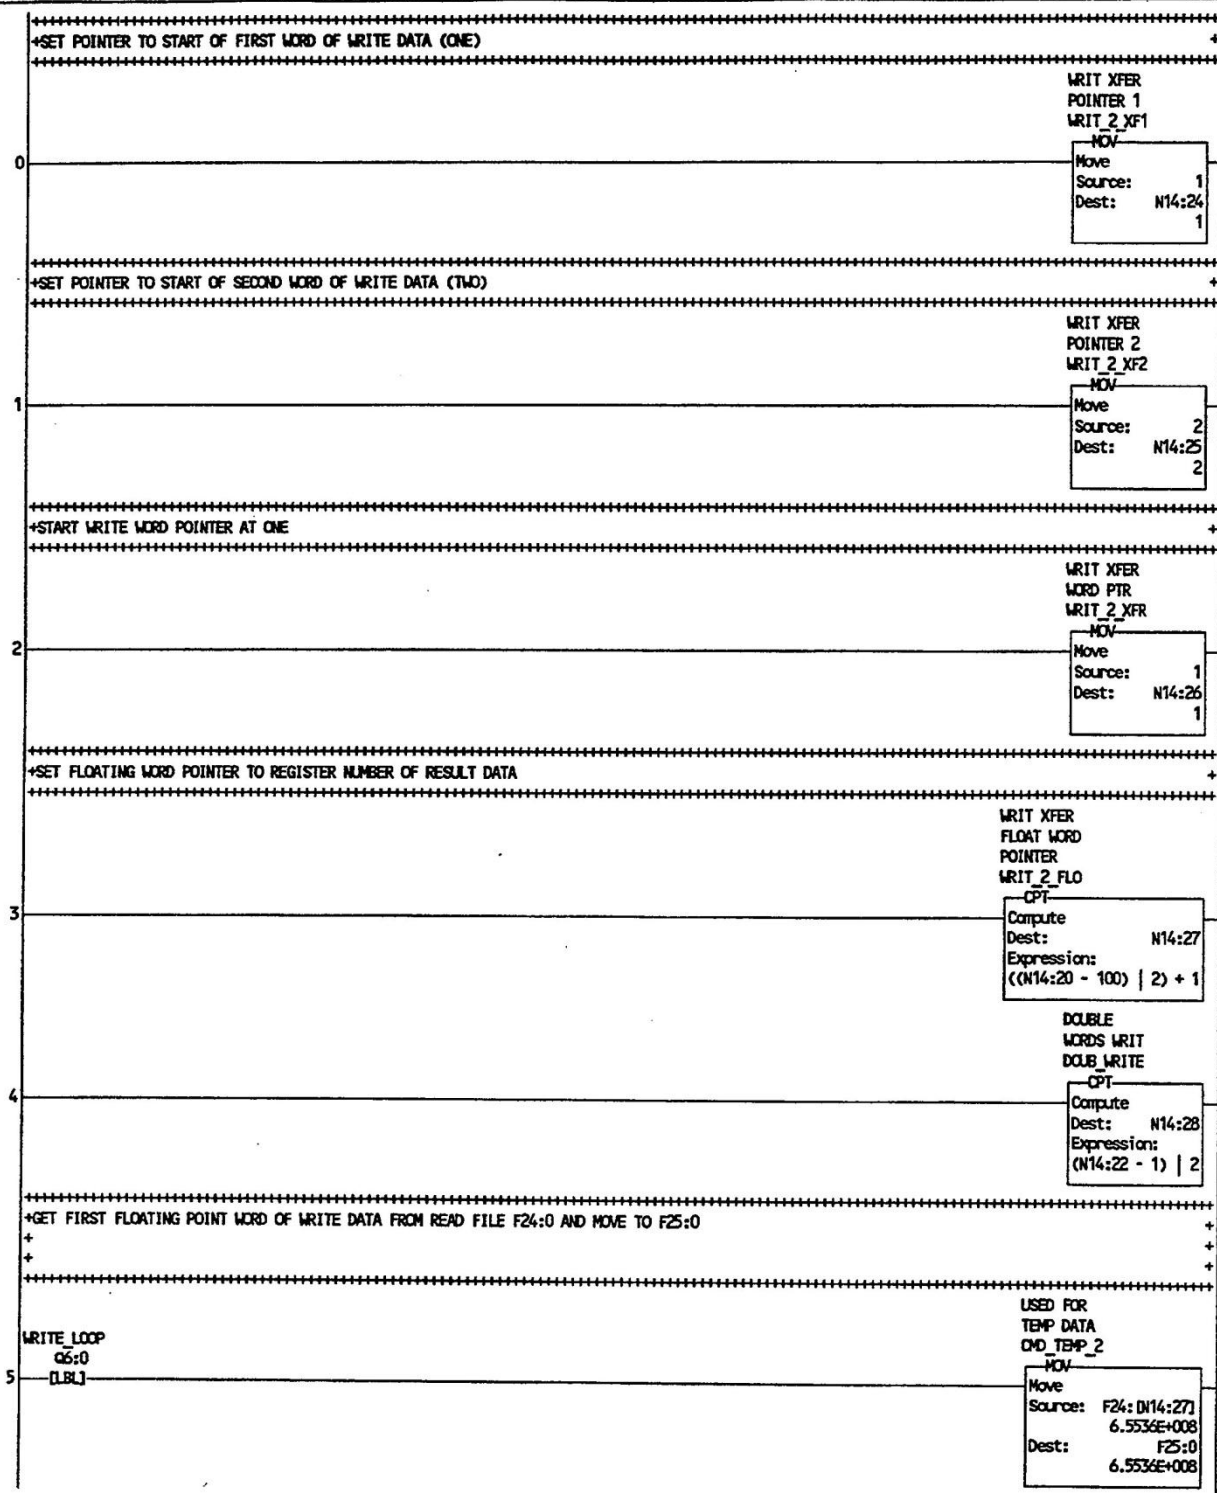 +SET POINTER TO START OF FIRST WORD OF WRITE DATA (ONE) +
WRIT XFER
POINTER 1
WRIT_2_XF1
MOV
0
Move
Source: 1
Dest: N14:24
1
+SET POINTER TO START OF SECOND WORD OF WRITE DATA (TWO) +
WRIT XFER
POINTER 2
WRIT_2_XF2
MOV
1
Move
Source: 2
Dest: N14:25
2
+START WRITE WORD POINTER AT ONE +
WRIT XFER
WORD PTR
WRIT_2_XFR
MOV
2
Move
Source: 1
Dest: N14:26
1
+SET FLOATING WORD POINTER TO REGISTER NUMBER OF RESULT DATA +
WRIT XFER
FLOAT WORD
POINTER
WRIT_2_FLO
CPT
3
Compute
Dest: N14:27
Expression:
((N14:20 - 100) | 2) + 1
DOUBLE
WORDS WRIT
DOUB_WRITE
CPT
4
Compute
Dest: N14:28
Expression:
(N14:22 - 1) | 2
+GET FIRST FLOATING POINT WORD OF WRITE DATA FROM READ FILE F24:0 AND MOVE TO F25:0 +
+ +
+ +
USED FOR
TEMP DATA
CMD_TEMP_2
MOV
WRITE_LOOP
Q6:0
5 [LBL]
Move
Source: F24:[N14:27]
6.5536E+008
Dest: F25:0
6.5536E+008